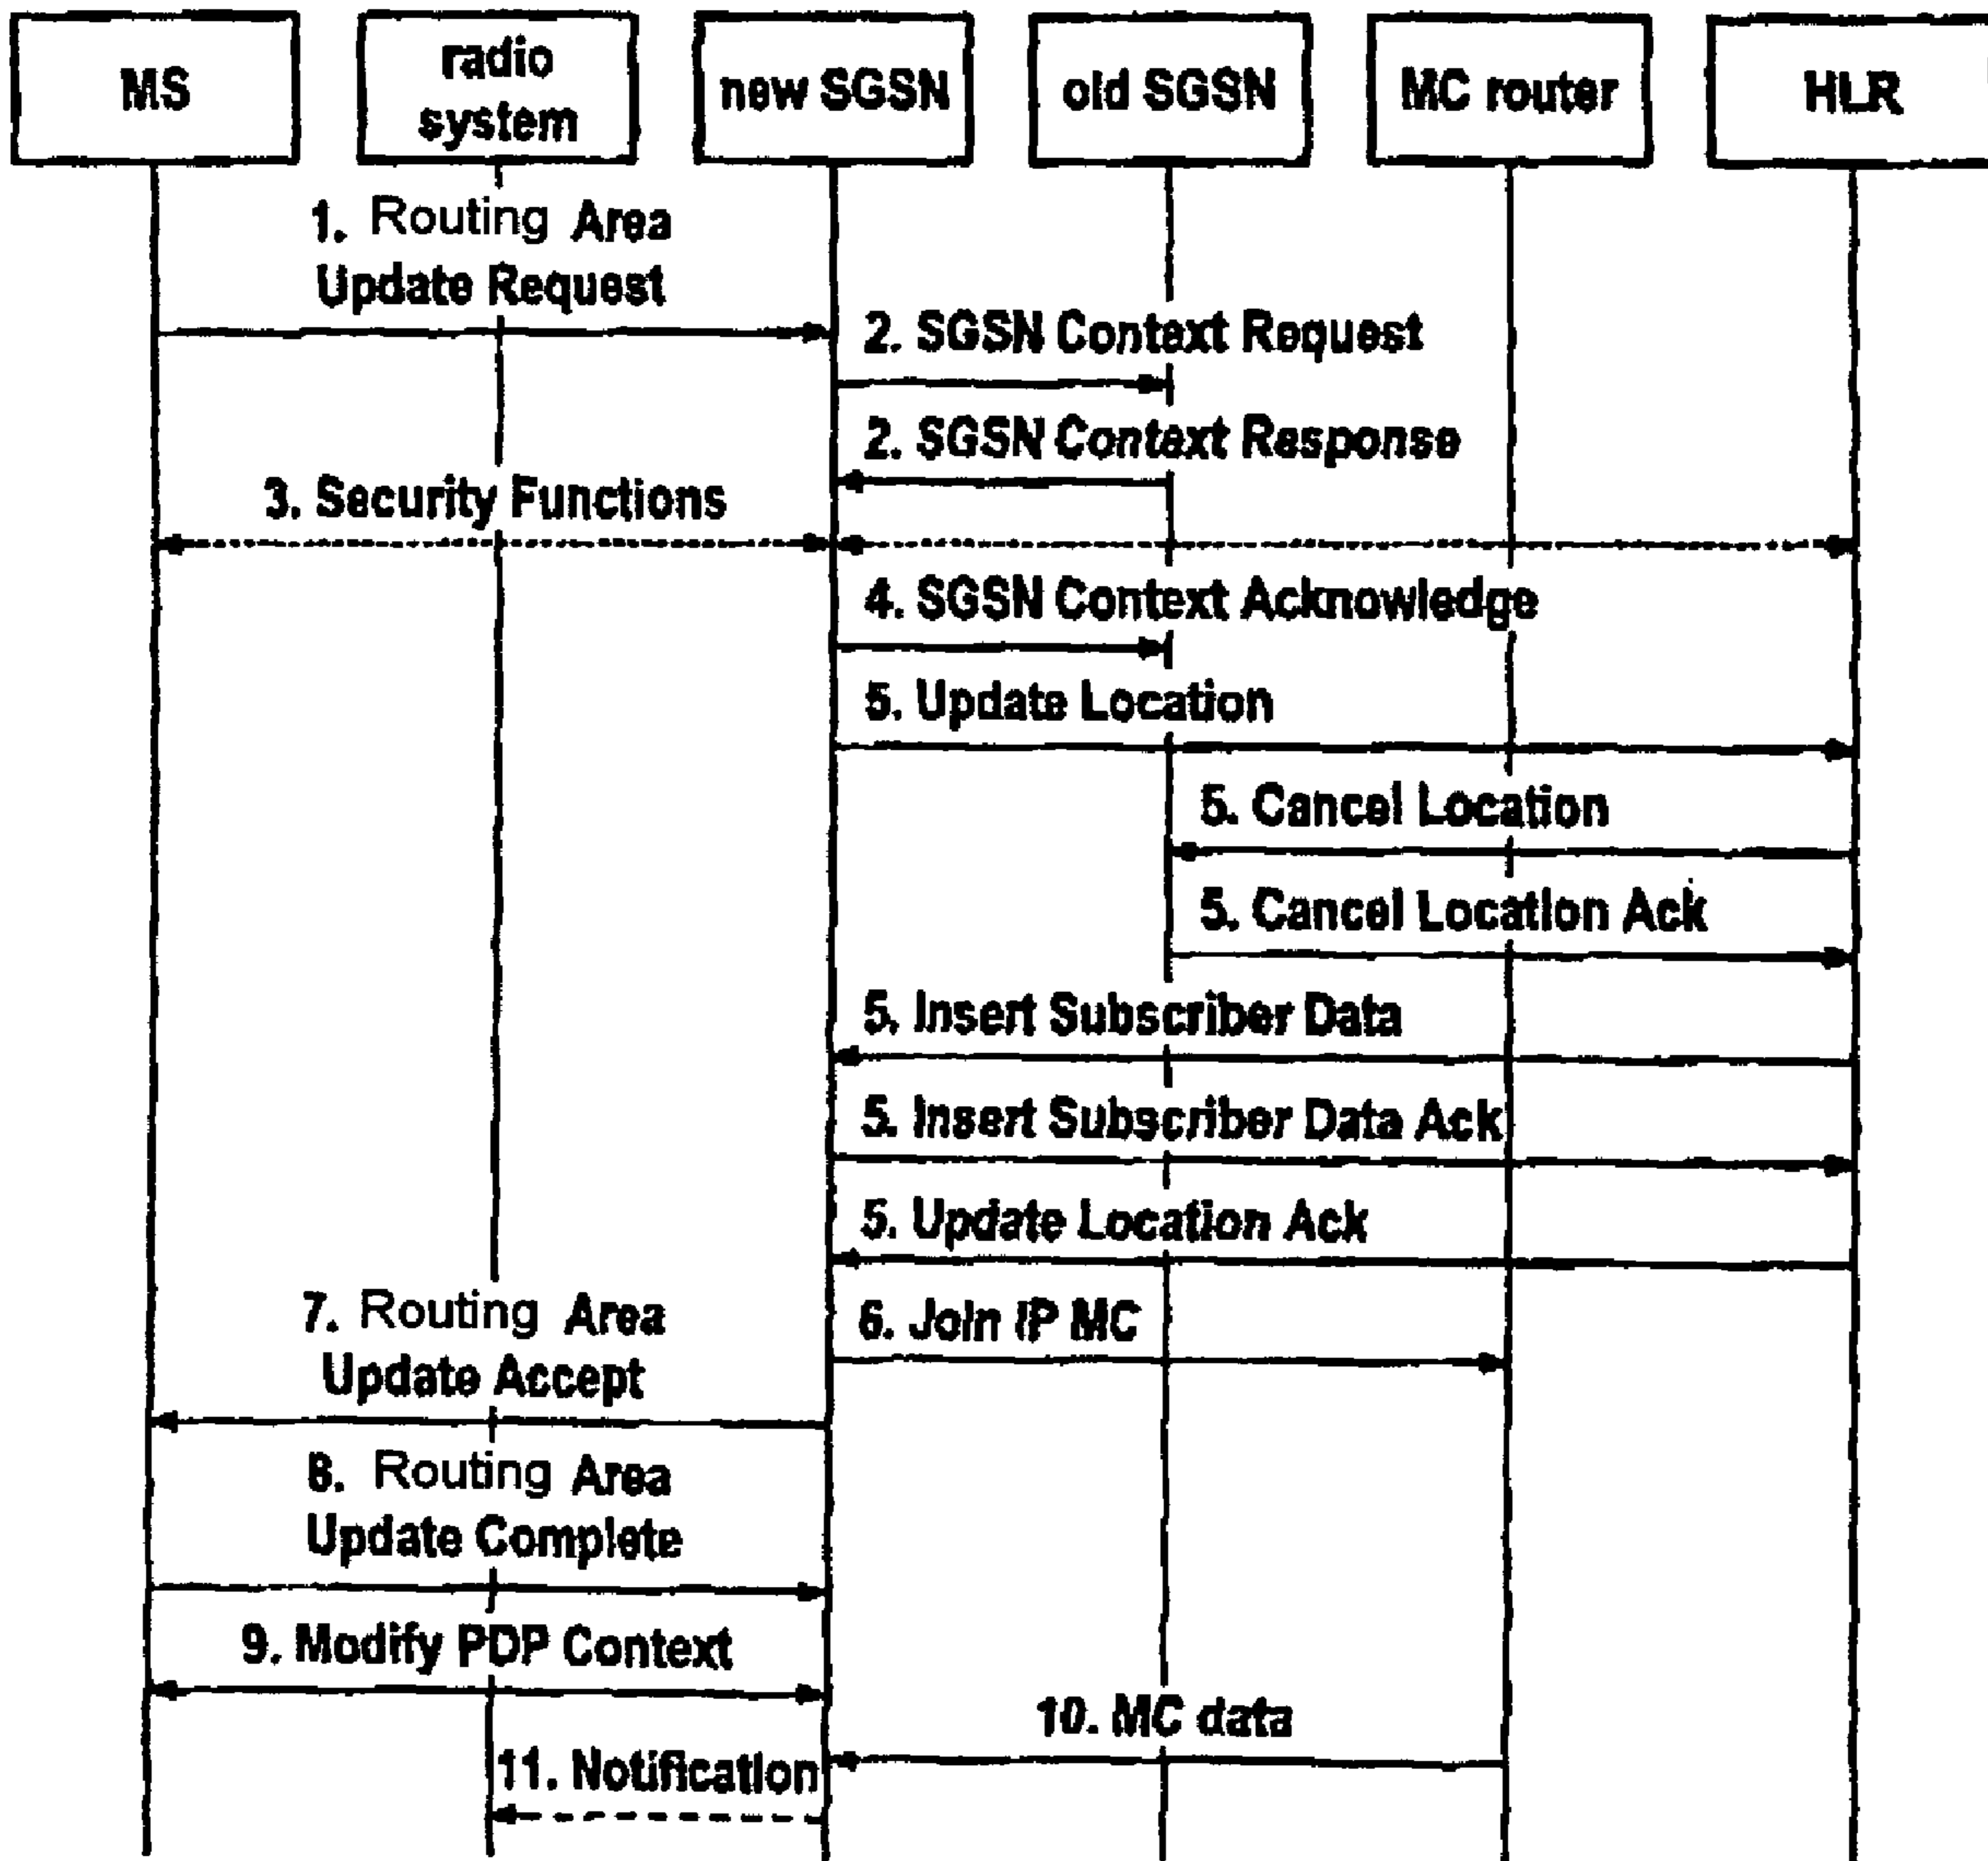 MS
radio
system
new SGSN
old SGSN
MC router
HLR
1. Routing Area
Update Request
2. SGSN Context Request
2. SGSN Context Response
3. Security Functions
4. SGSN Context Acknowledge
5. Update Location
5. Cancel Location
5. Cancel Location Ack
5. Insert Subscriber Data
5. Insert Subscriber Data Ack
5. Update Location Ack
6. Join IP MC
7. Routing Area
Update Accept
8. Routing Area
Update Complete
9. Modify PDP Context
10. MC data
11. Notification